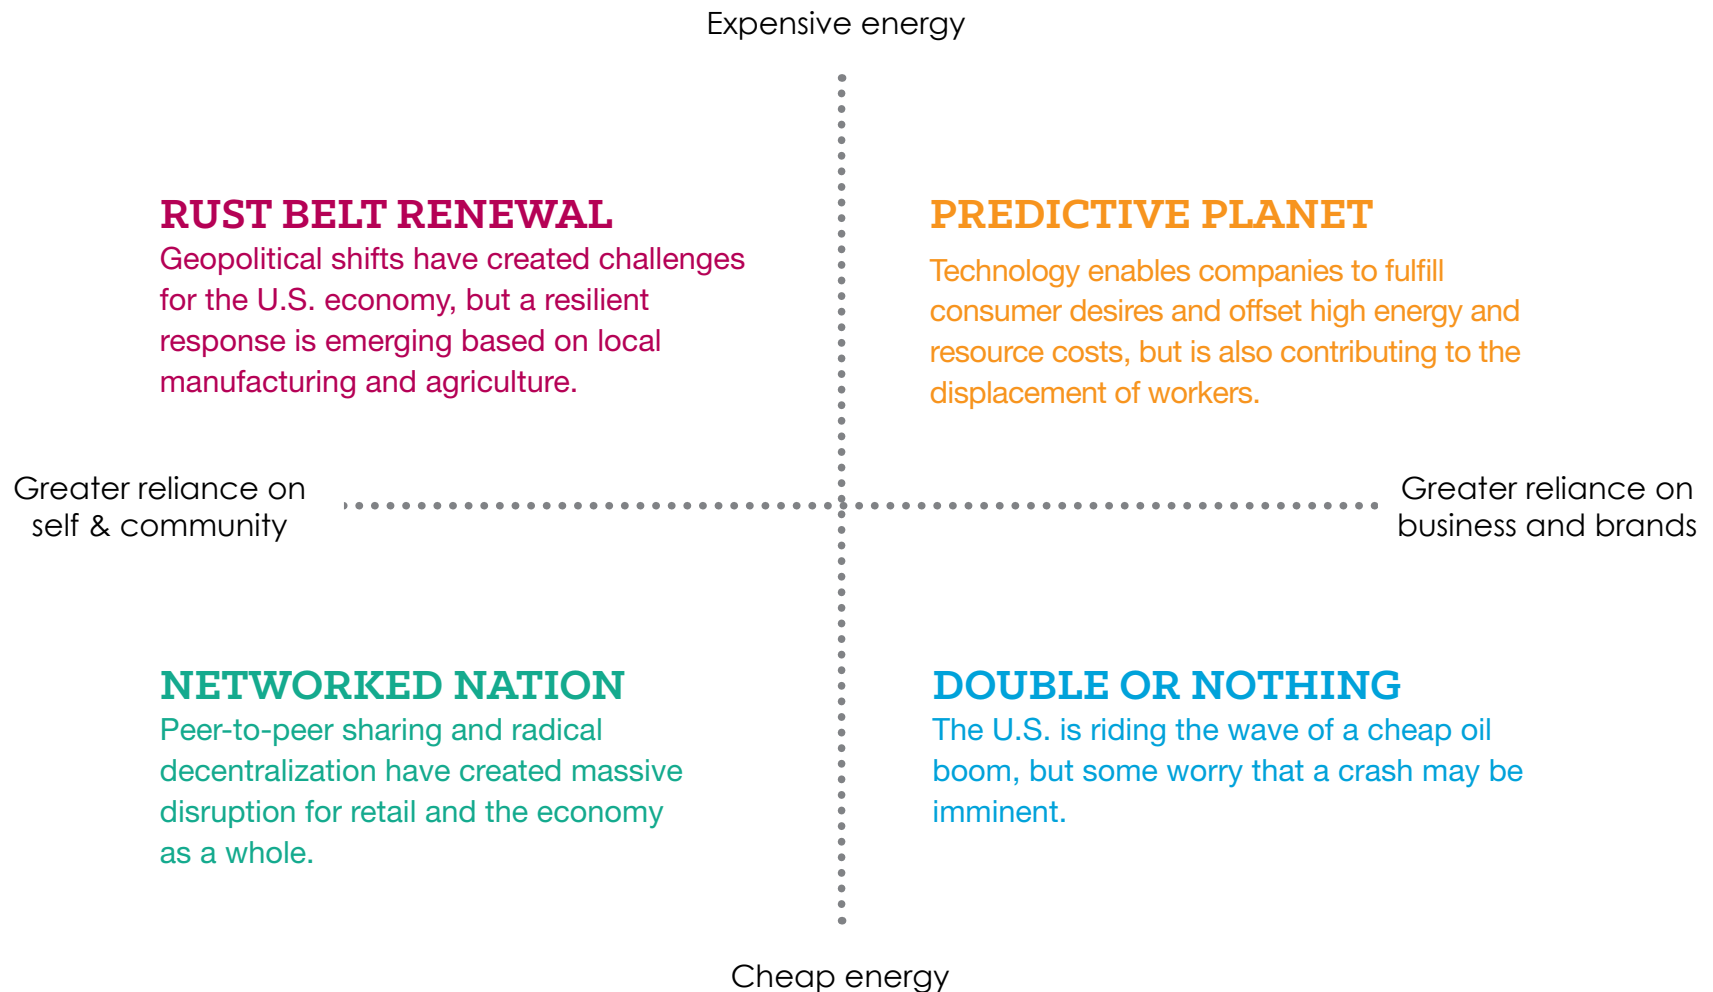 Expensive energy
RUST BELT RENEWAL
Geopolitical shifts have created challenges
for the U.S. economy, but a resilient
response is emerging based on local
manufacturing and agriculture.
PREDICTIVE PLANET
Technology enables companies to fulfill
consumer desires and offset high energy and
resource costs, but is also contributing to the
displacement of workers.
Greater reliance on
self & community
Greater reliance on
business and brands
NETWORKED NATION
Peer-to-peer sharing and radical
decentralization have created massive
disruption for retail and the economy
as a whole.
DOUBLE OR NOTHING
The U.S. is riding the wave of a cheap oil
boom, but some worry that a crash may be
imminent.
Cheap energy